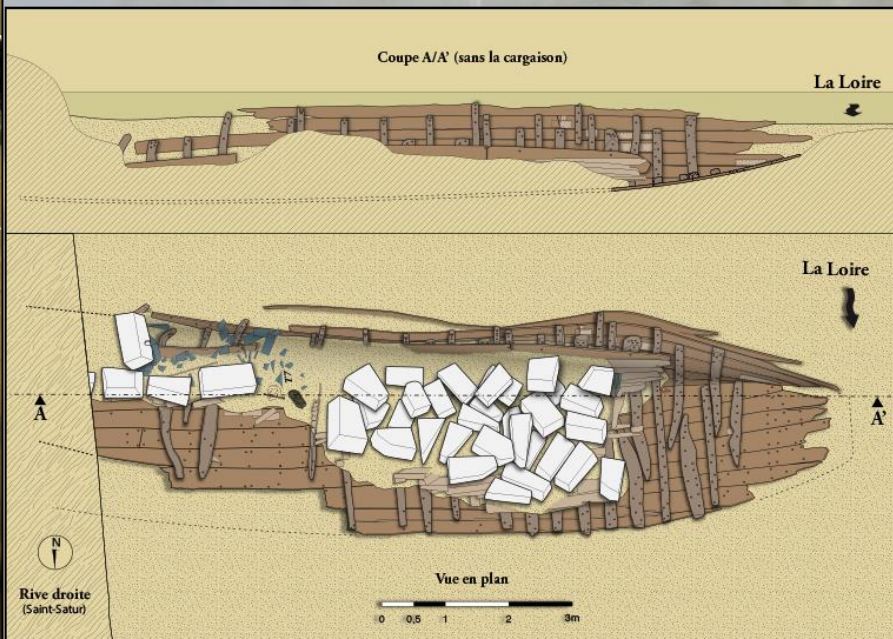 Coupe A/A' (sans la cargaison)
La Loire
La Loire
A
A'
N
Rive droite
(Saint-Satur)
Vue en plan
0 0,5 1 2 3m